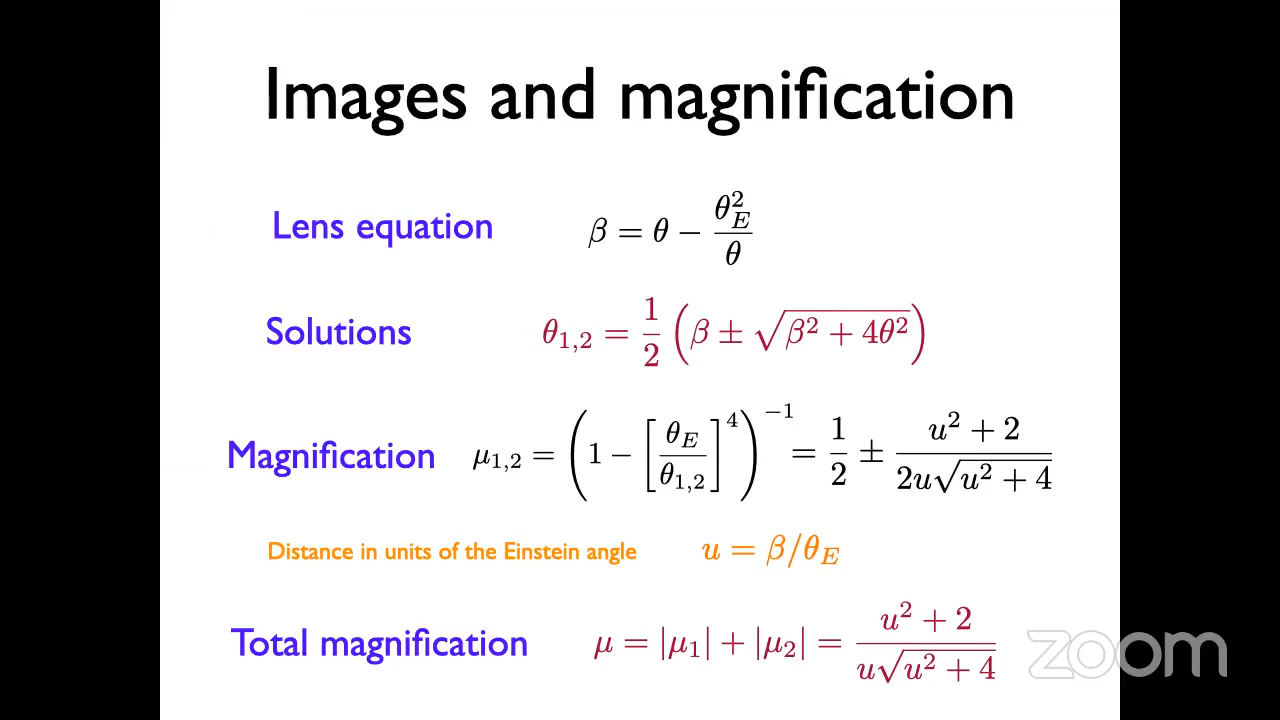 Images and magnification
Lens equation β = θ − θ_E^2 / θ
Solutions θ_{1,2} = 1/2 (β ± √(β^2 + 4θ^2))
Magnification μ_{1,2} = (1 − [θ_E / θ_{1,2}]^4)^{−1} = 1/2 ± (u^2 + 2) / (2u√(u^2 + 4))
Distance in units of the Einstein angle u = β/θ_E
Total magnification μ = |μ_1| + |μ_2| = (u^2 + 2) / (u√(u^2 + 4))
zoom